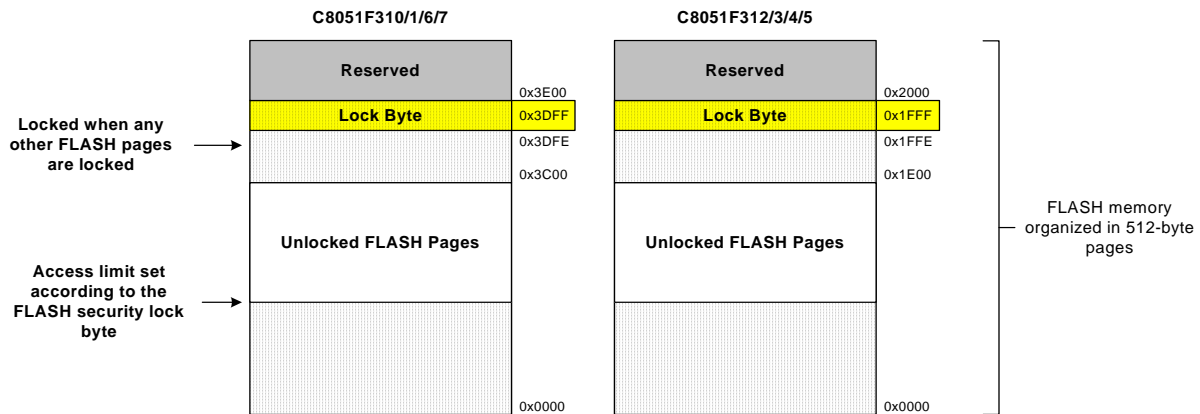 C8051F310/1/6/7
C8051F312/3/4/5
Reserved
0x3E00
Lock Byte
0x3DFF
0x3DFE
0x3C00
Unlocked FLASH Pages
0x0000
Reserved
0x2000
Lock Byte
0x1FFF
0x1FFE
0x1E00
Unlocked FLASH Pages
0x0000
Locked when any
other FLASH pages
are locked
Access limit set
according to the
FLASH security lock
byte
FLASH memory
organized in 512-byte
pages